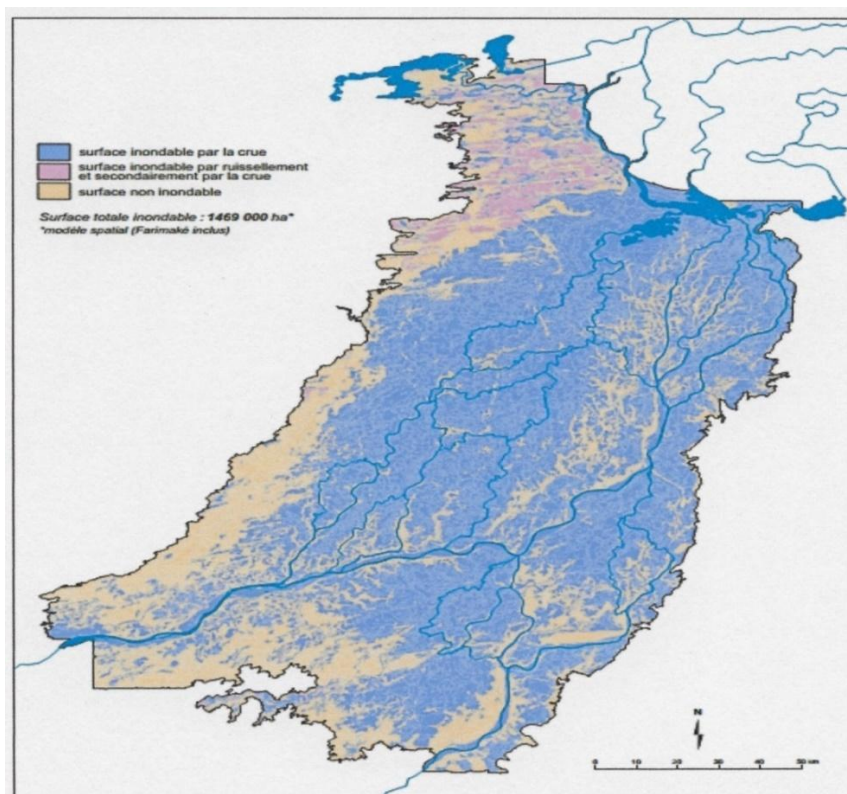 surface inondable par la crue
surface inondable par ruissellement
et secondairement par la crue
surface non inondable
Surface totale inondable : 1469 000 ha*
*modèle spatial (Farimaké inclus)
N
0 10 20 30 40 50 km